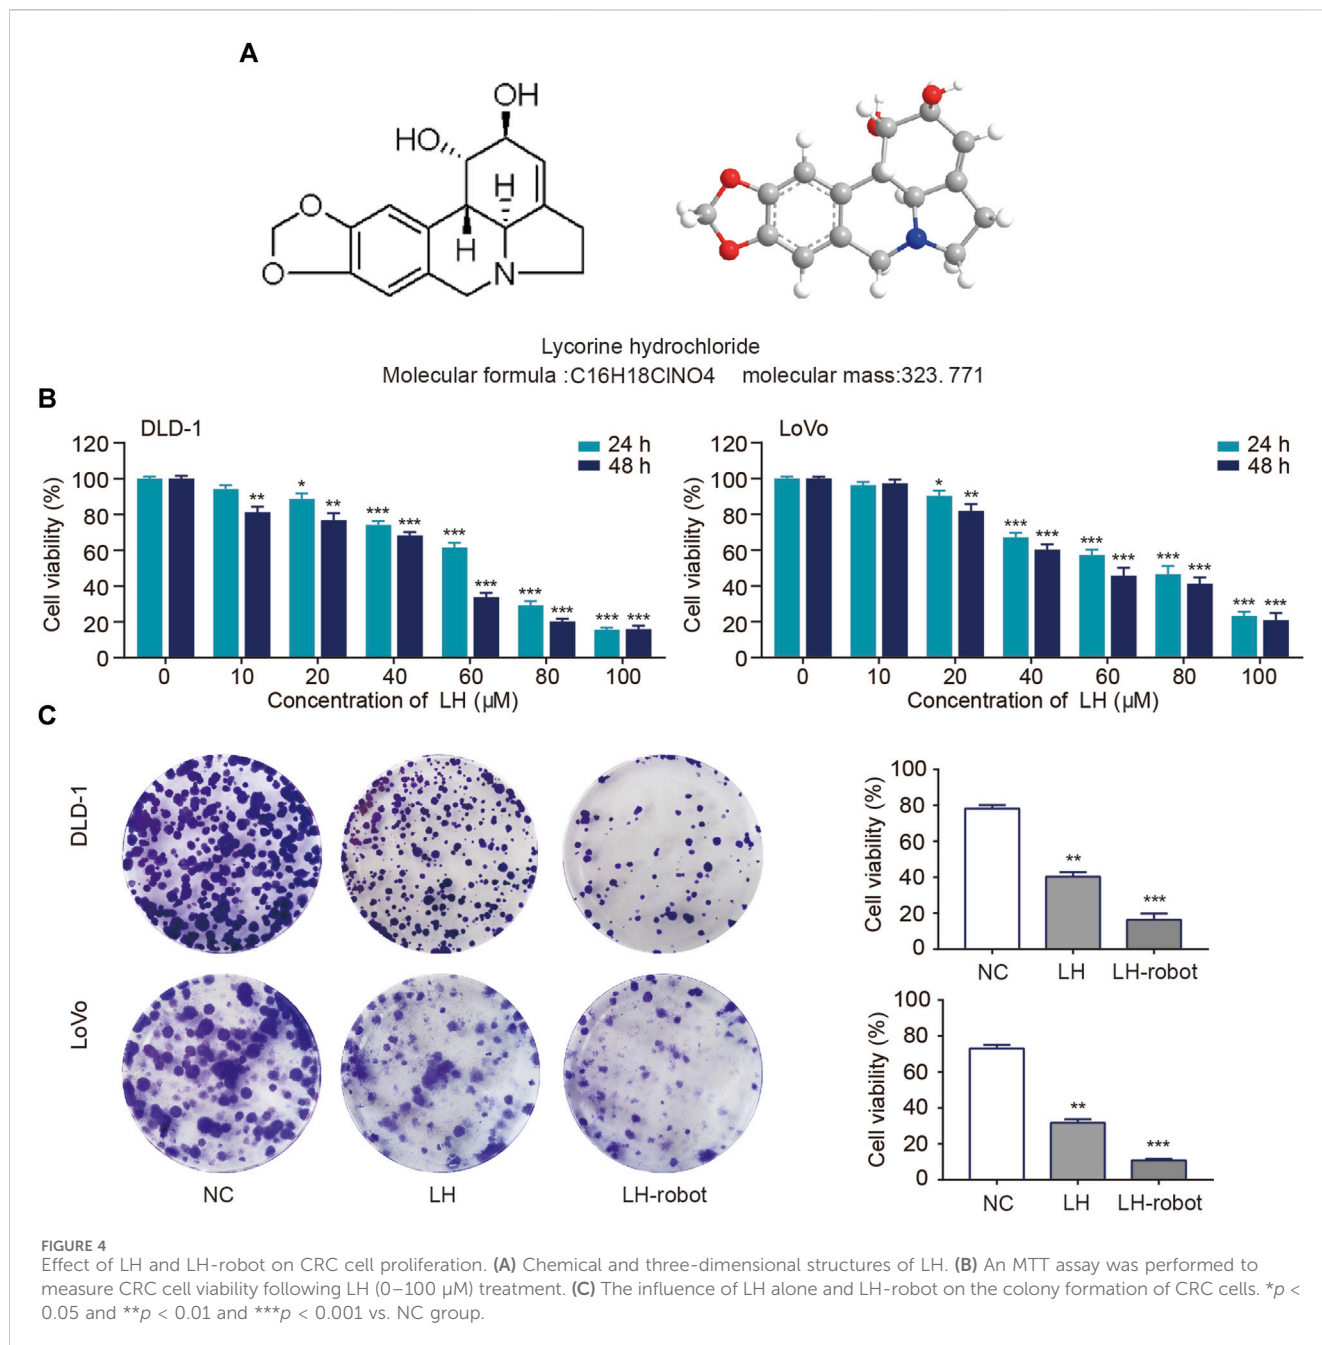 A
OH
HO
H
H
O
O
N
Lycorine hydrochloride
Molecular formula :C16H18ClNO4 molecular mass:323. 771
B
DLD-1
24 h
48 h
Cell viability (%)
120
100
80
60
40
20
0
** * ** *** *** *** *** *** *** *** ***
0 10 20 40 60 80 100
Concentration of LH (µM)
LoVo
24 h
48 h
Cell viability (%)
120
100
80
60
40
20
0
* ** *** *** *** *** *** *** *** ***
0 10 20 40 60 80 100
Concentration of LH (µM)
C
DLD-1
LoVo
NC LH LH-robot
Cell viability (%)
100
80
60
40
20
0
** ***
NC LH LH-robot
Cell viability (%)
100
80
60
40
20
0
** ***
NC LH LH-robot
FIGURE 4
Effect of LH and LH-robot on CRC cell proliferation. (A) Chemical and three-dimensional structures of LH. (B) An MTT assay was performed to
measure CRC cell viability following LH (0–100 µM) treatment. (C) The influence of LH alone and LH-robot on the colony formation of CRC cells. *p <
0.05 and **p < 0.01 and ***p < 0.001 vs. NC group.